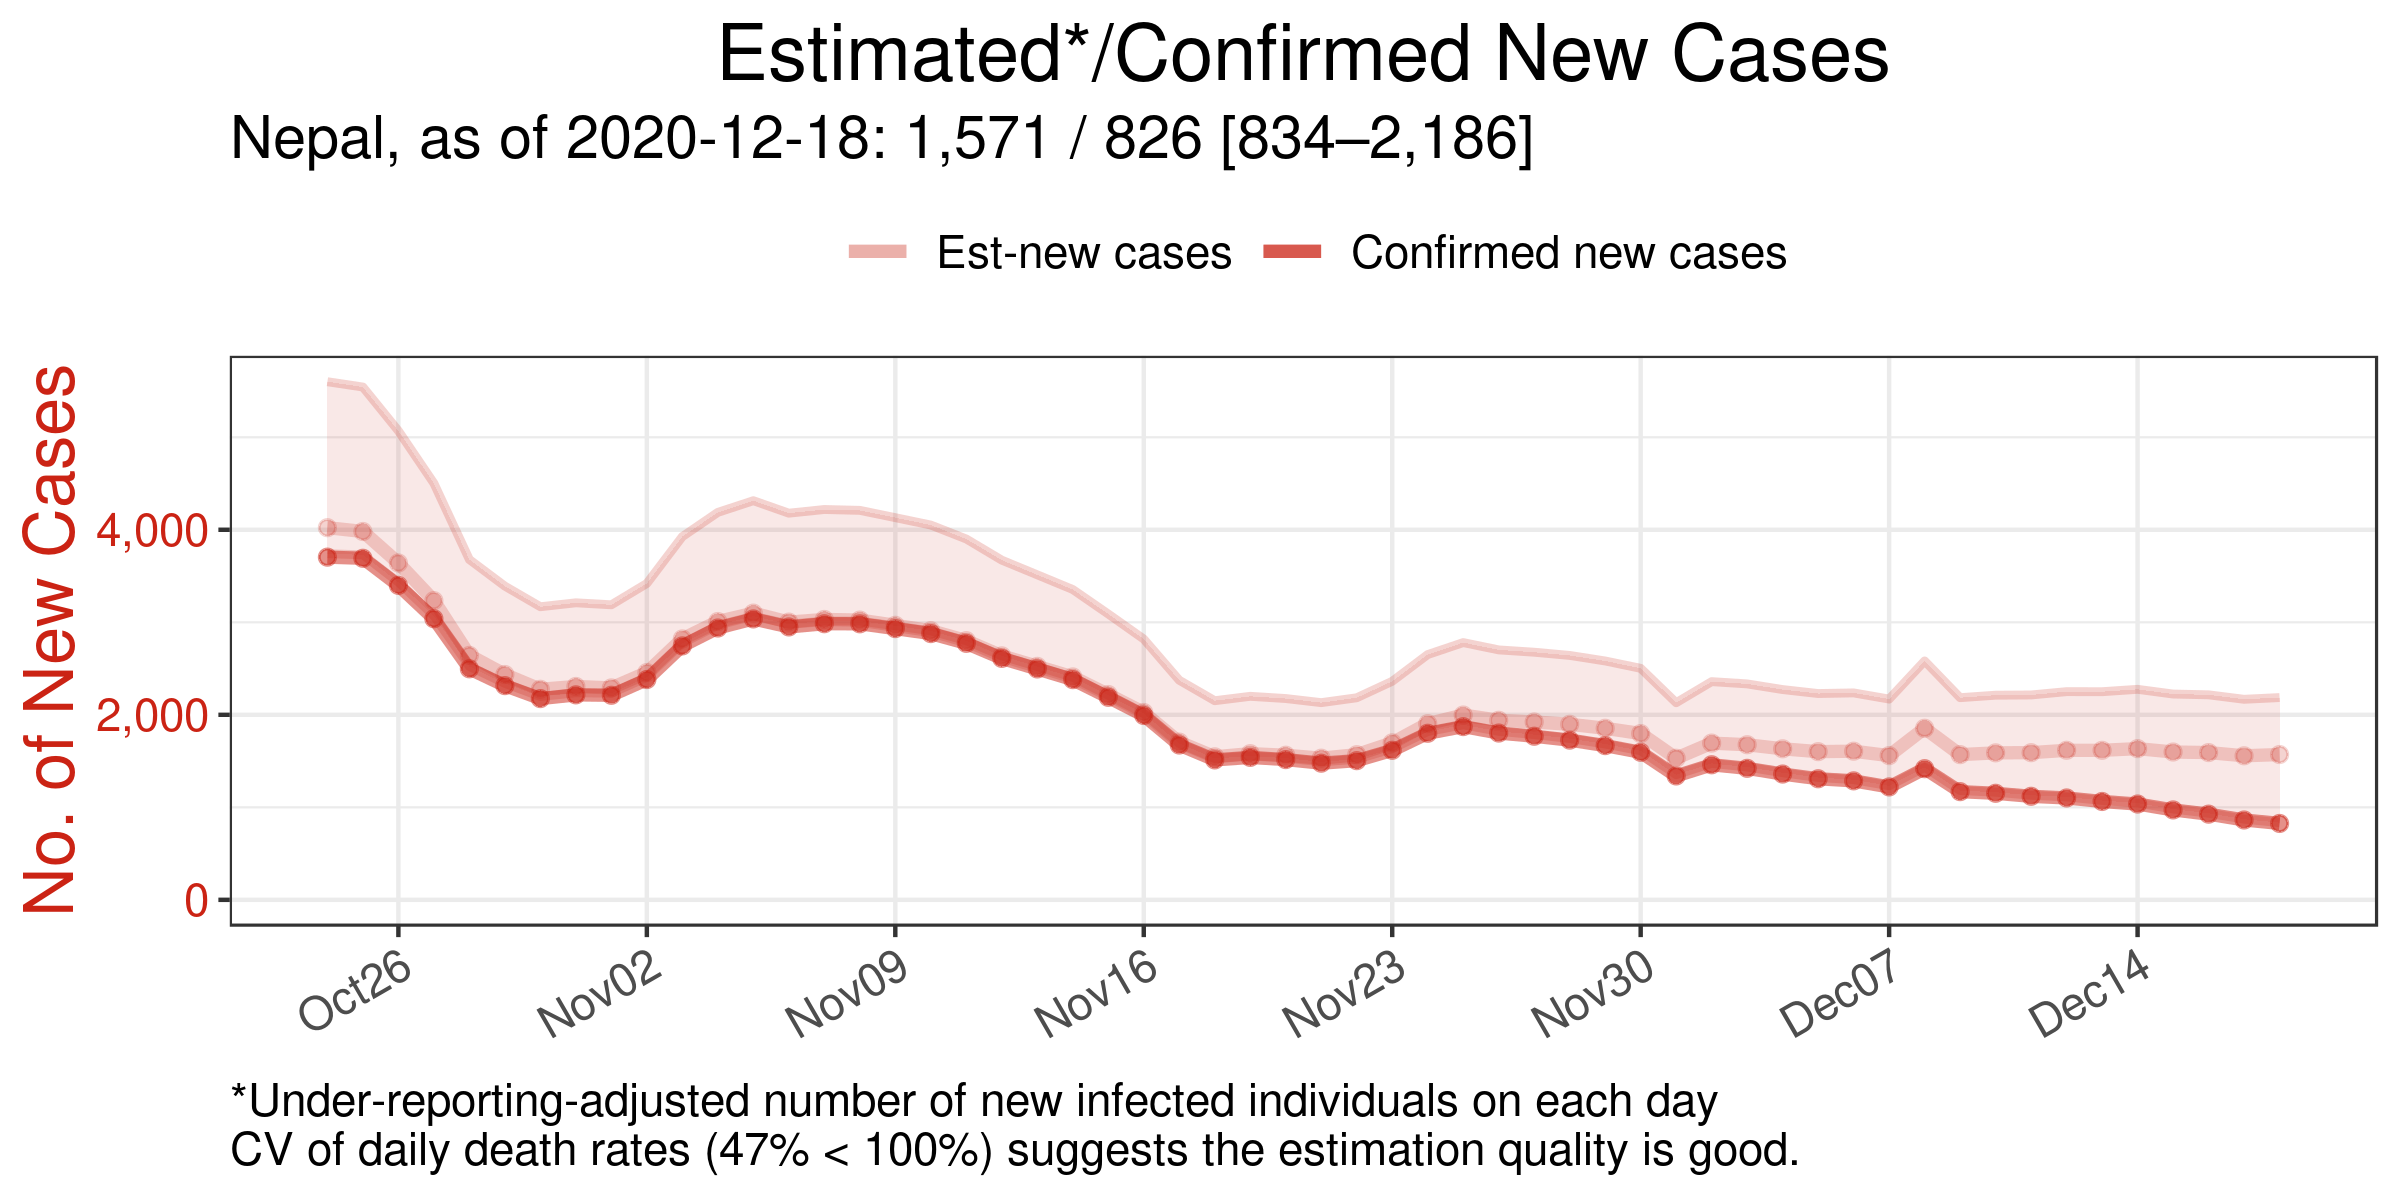 Estimated*/Confirmed New Cases
Nepal, as of 2020-12-18: 1,571 / 826 [834–2,186]
Est-new cases
Confirmed new cases
No. of New Cases
4,000
2,000
0
Oct26
Nov02
Nov09
Nov16
Nov23
Nov30
Dec07
Dec14
*Under-reporting-adjusted number of new infected individuals on each day
CV of daily death rates (47% < 100%) suggests the estimation quality is good.